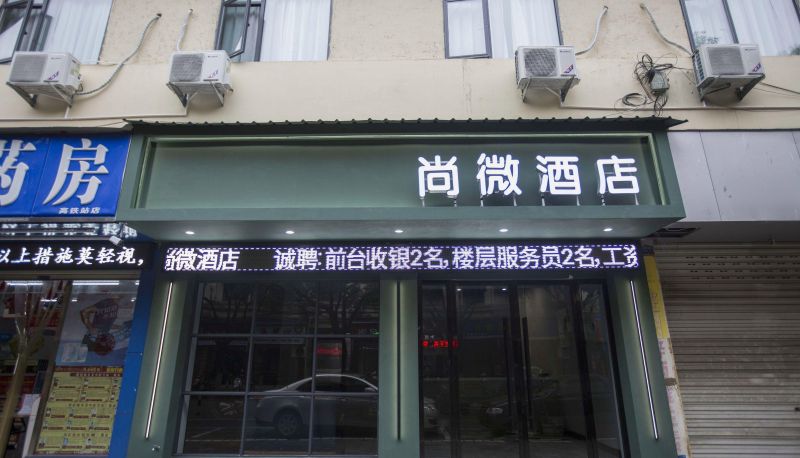 尚微酒店
药房
高铁站店
以上措施莫轻视,
尚微酒店 诚聘:前台收银2名,楼层服务员2名,工资